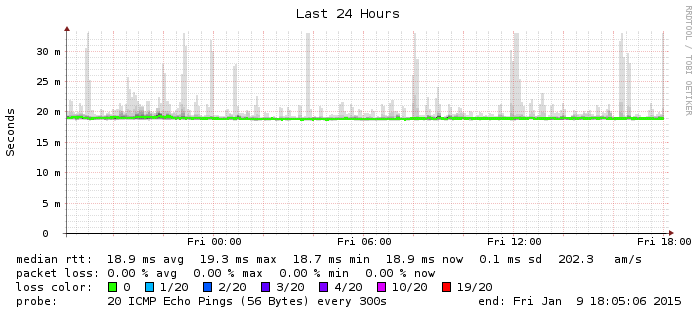 Last 24 Hours
RRDTOOL / TOBI OETIKER
Seconds
30 m
25 m
20 m
15 m
10 m
5 m
0
Fri 00:00 Fri 06:00 Fri 12:00 Fri 18:00
median rtt: 18.9 ms avg 19.3 ms max 18.7 ms min 18.9 ms now 0.1 ms sd 202.3 am/s
packet loss: 0.00 % avg 0.00 % max 0.00 % min 0.00 % now
loss color: 0 1/20 2/20 3/20 4/20 10/20 19/20
probe: 20 ICMP Echo Pings (56 Bytes) every 300s end: Fri Jan 9 18:05:06 2015